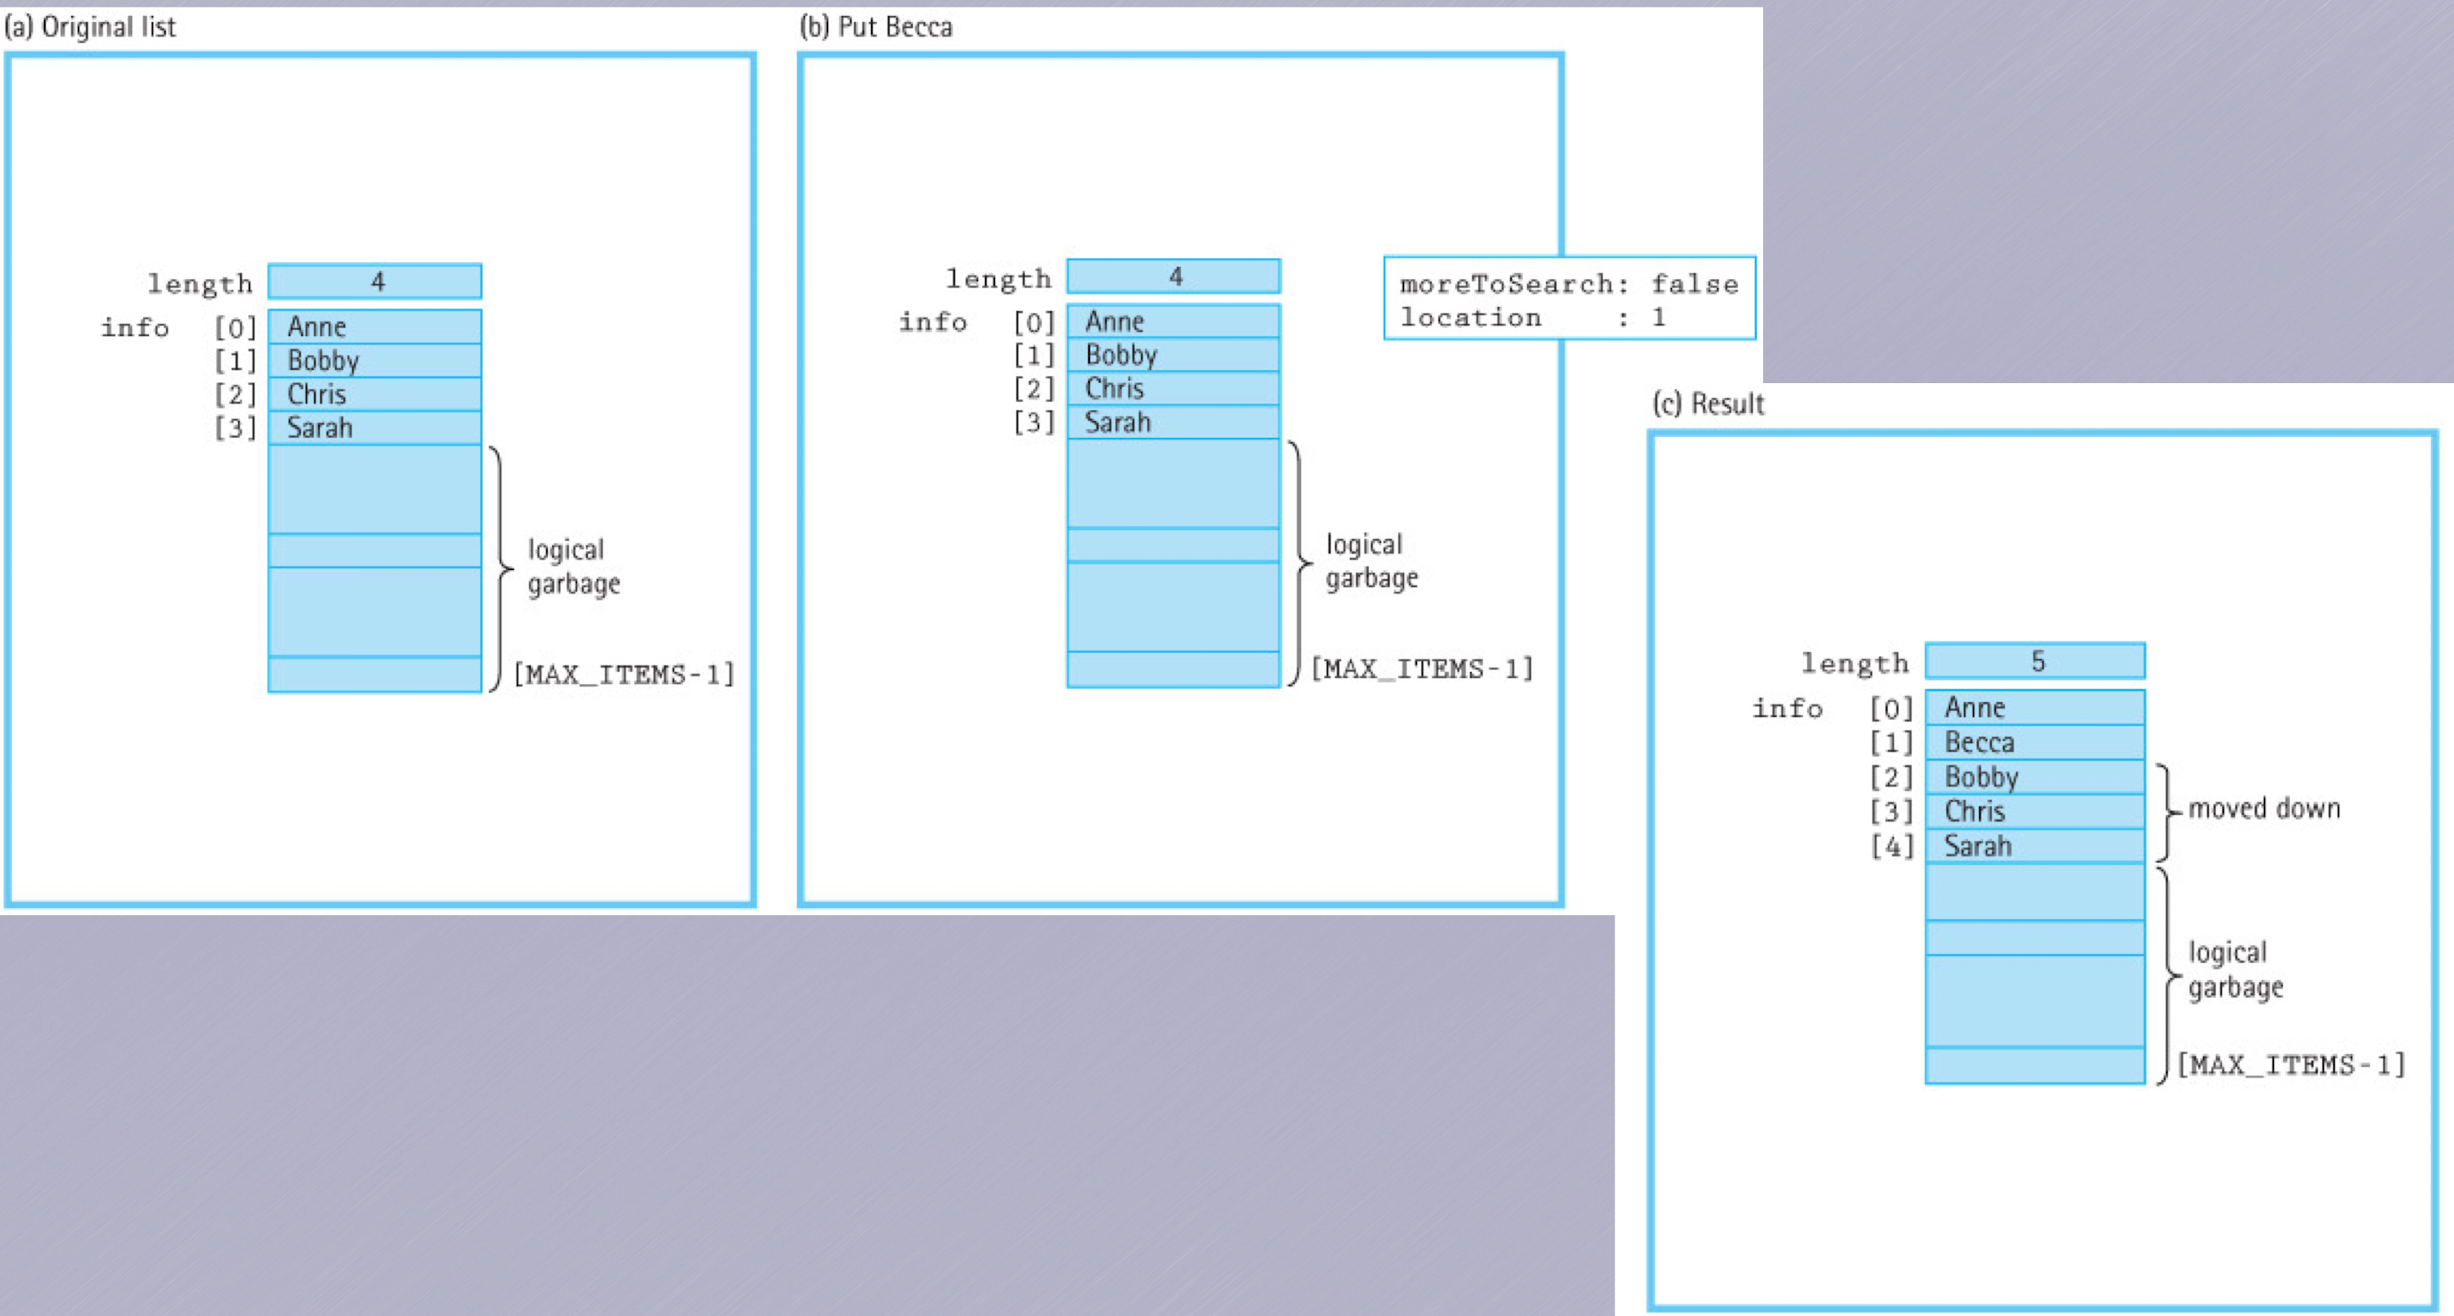 (a) Original list
length 4
info [0] Anne
[1] Bobby
[2] Chris
[3] Sarah
logical
garbage
[MAX_ITEMS-1]
(b) Put Becca
length 4
info [0] Anne
[1] Bobby
[2] Chris
[3] Sarah
logical
garbage
[MAX_ITEMS-1]
moreToSearch: false
location : 1
(c) Result
length 5
info [0] Anne
[1] Becca
[2] Bobby
[3] Chris
[4] Sarah
moved down
logical
garbage
[MAX_ITEMS-1]